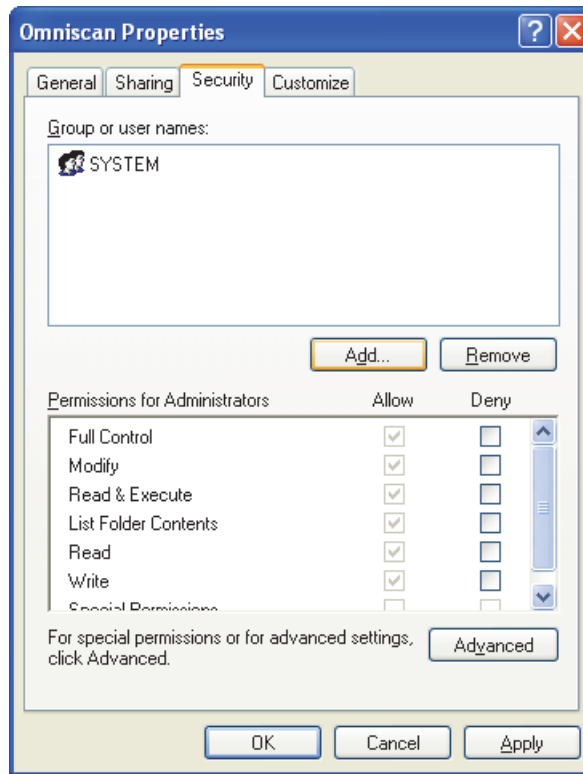 Omniscan Properties
General Sharing Security Customize
Group or user names:
SYSTEM
Add... Remove
Permissions for Administrators Allow Deny
Full Control
Modify
Read & Execute
List Folder Contents
Read
Write
Special Permissions
For special permissions or for advanced settings, Advanced
click Advanced.
OK Cancel Apply